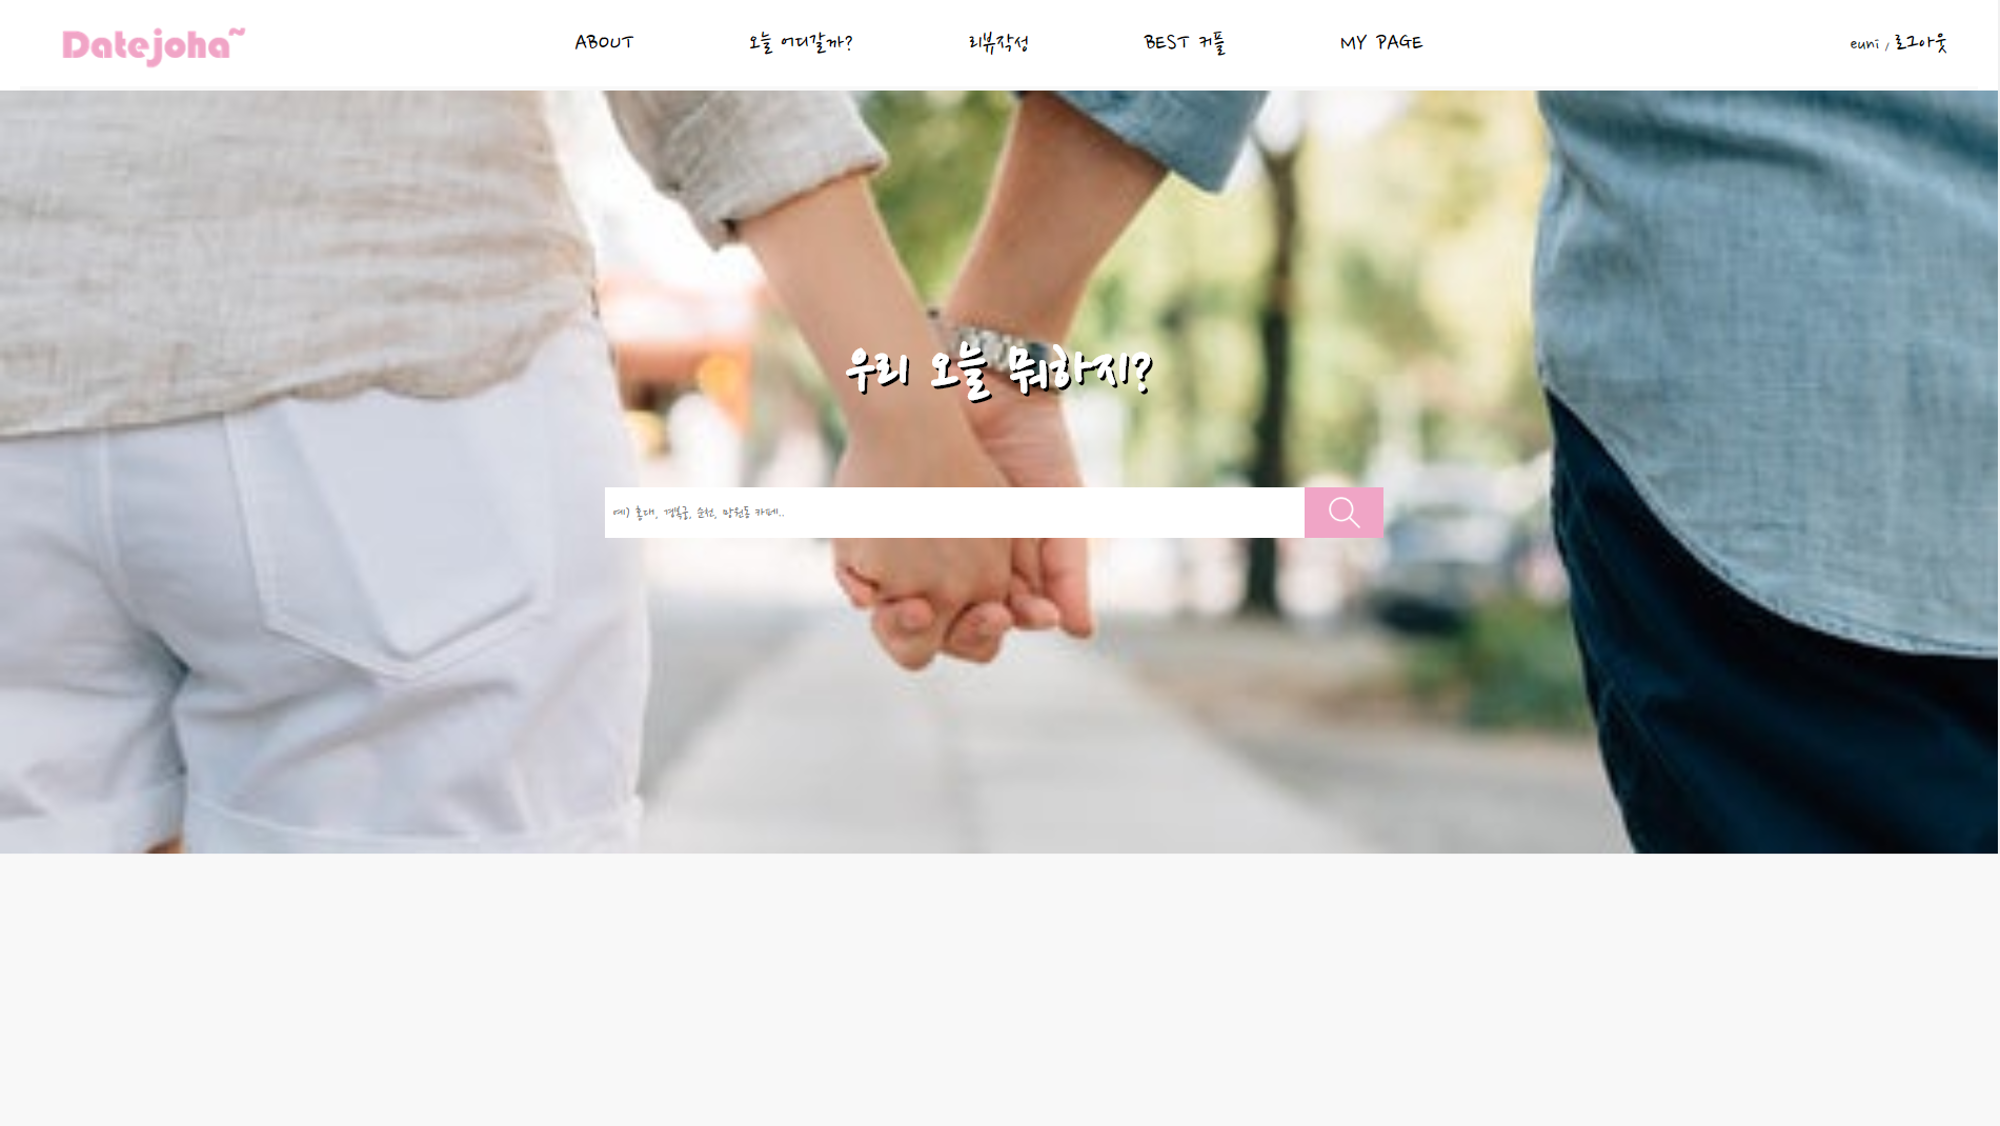 Datejoha~
ABOUT
오늘 어디갈까?
리뷰작성
BEST 커플
MY PAGE
euni , 로그아웃
우리 오늘 뭐하지?
예) 홍대, 경복궁, 순천, 망원동 카페..